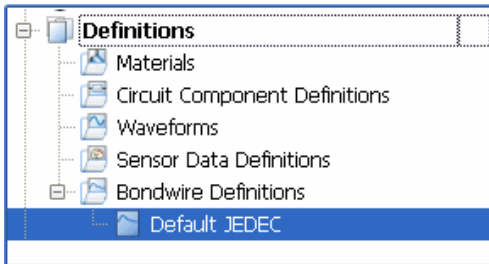 Definitions
Materials
Circuit Component Definitions
Waveforms
Sensor Data Definitions
Bondwire Definitions
Default JEDEC